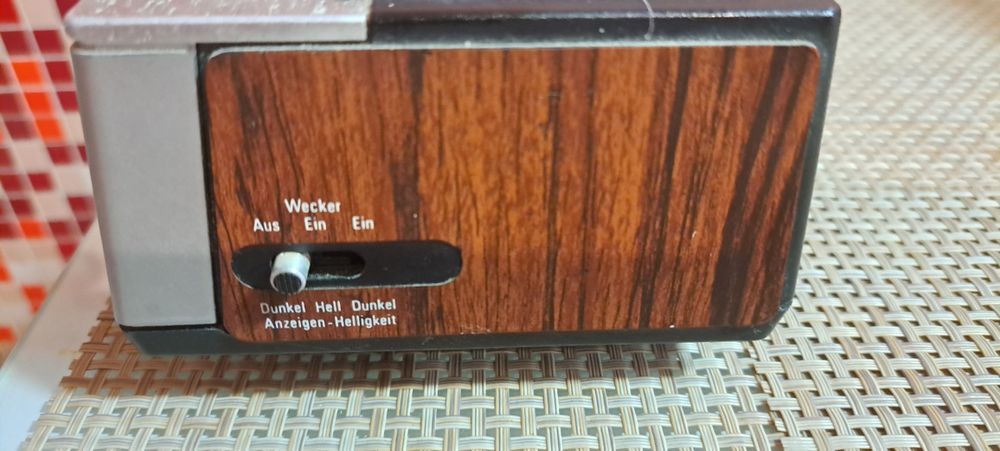 Wecker
Aus Ein Ein
Dunkel Hell Dunkel
Anzeigen-Helligkeit